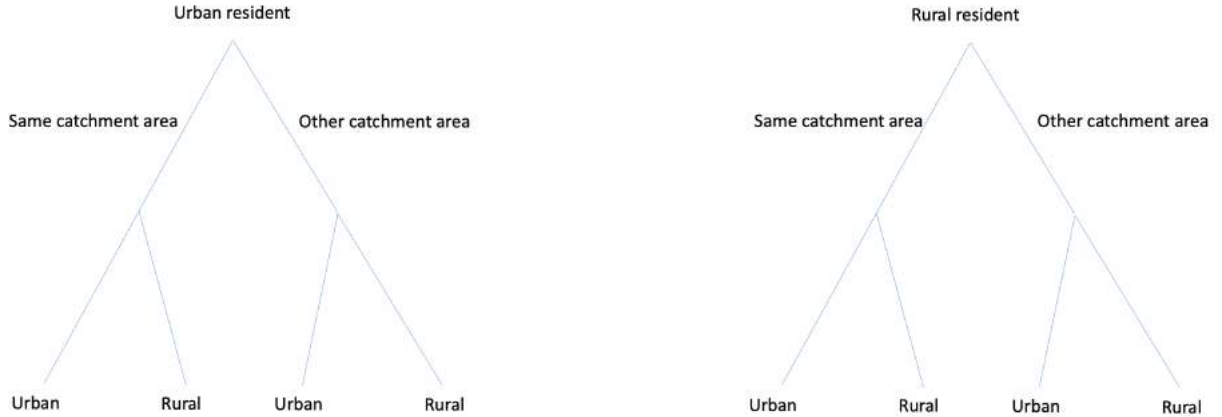 Urban resident
Same catchment area
Other catchment area
Urban
Rural
Urban
Rural
Rural resident
Same catchment area
Other catchment area
Urban
Rural
Urban
Rural